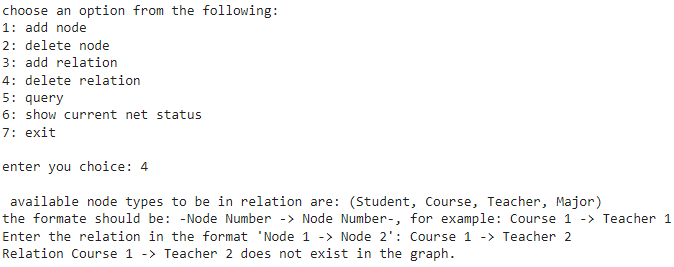 choose an option from the following:
1: add node
2: delete node
3: add relation
4: delete relation
5: query
6: show current net status
7: exit
enter you choice: 4
available node types to be in relation are: (Student, Course, Teacher, Major)
the formate should be: -Node Number -> Node Number-, for example: Course 1 -> Teacher 1
Enter the relation in the format 'Node 1 -> Node 2': Course 1 -> Teacher 2
Relation Course 1 -> Teacher 2 does not exist in the graph.